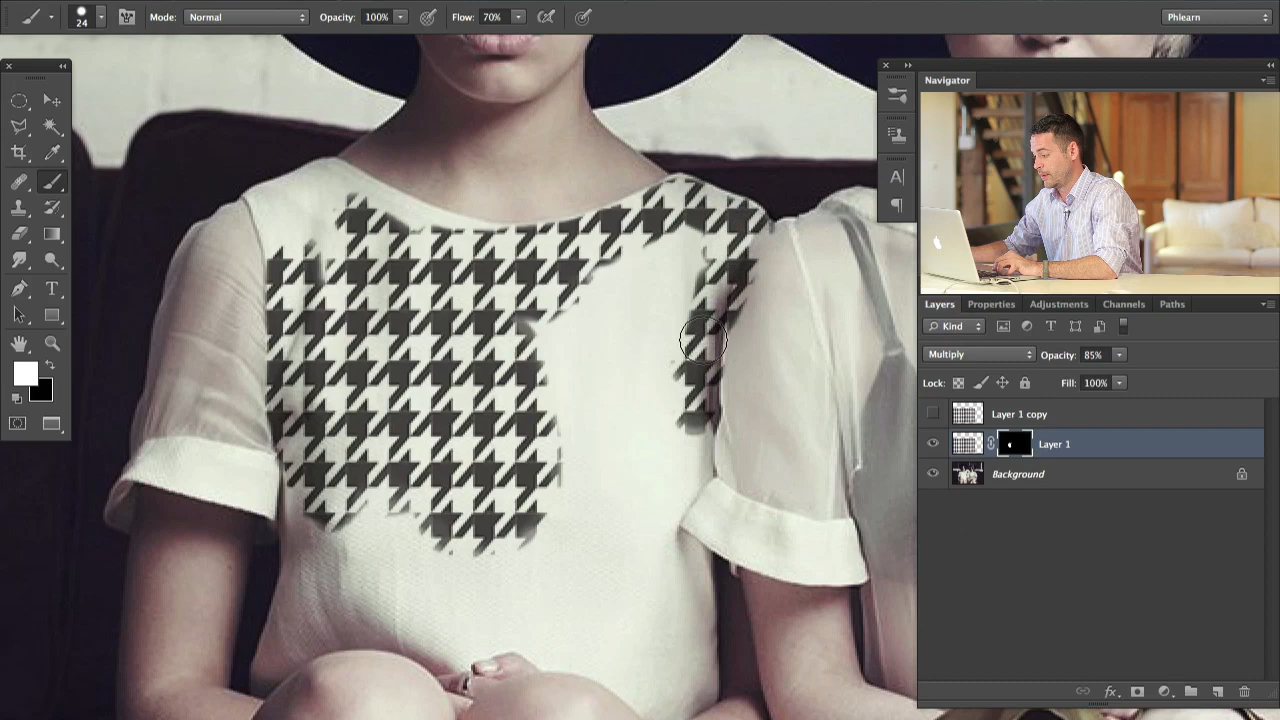 24 Mode: Normal Opacity: 100% Flow: 70% Phlearn
Navigator
Layers Properties Adjustments Channels Paths
Kind
Multiply Opacity: 85%
Lock: Fill: 100%
Layer 1 copy
Layer 1
Background
fx